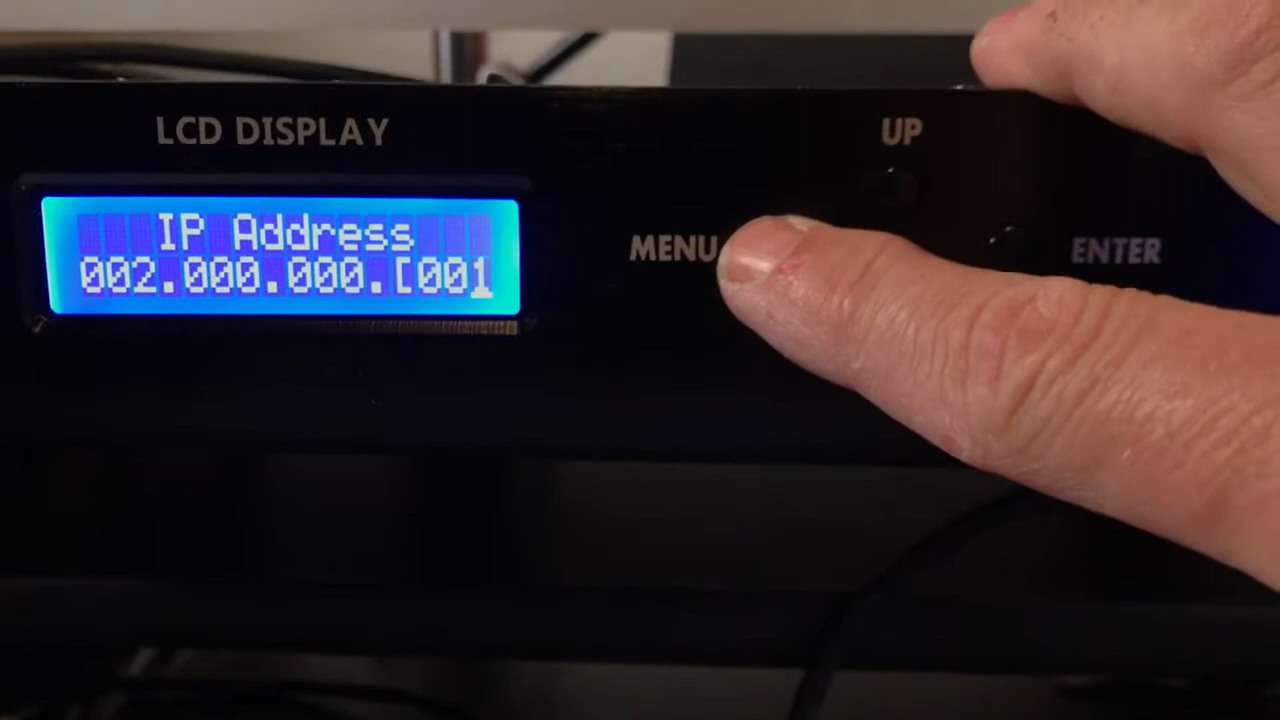 LCD DISPLAY
UP
IP Address
002.000.000.[001
MENU
ENTER